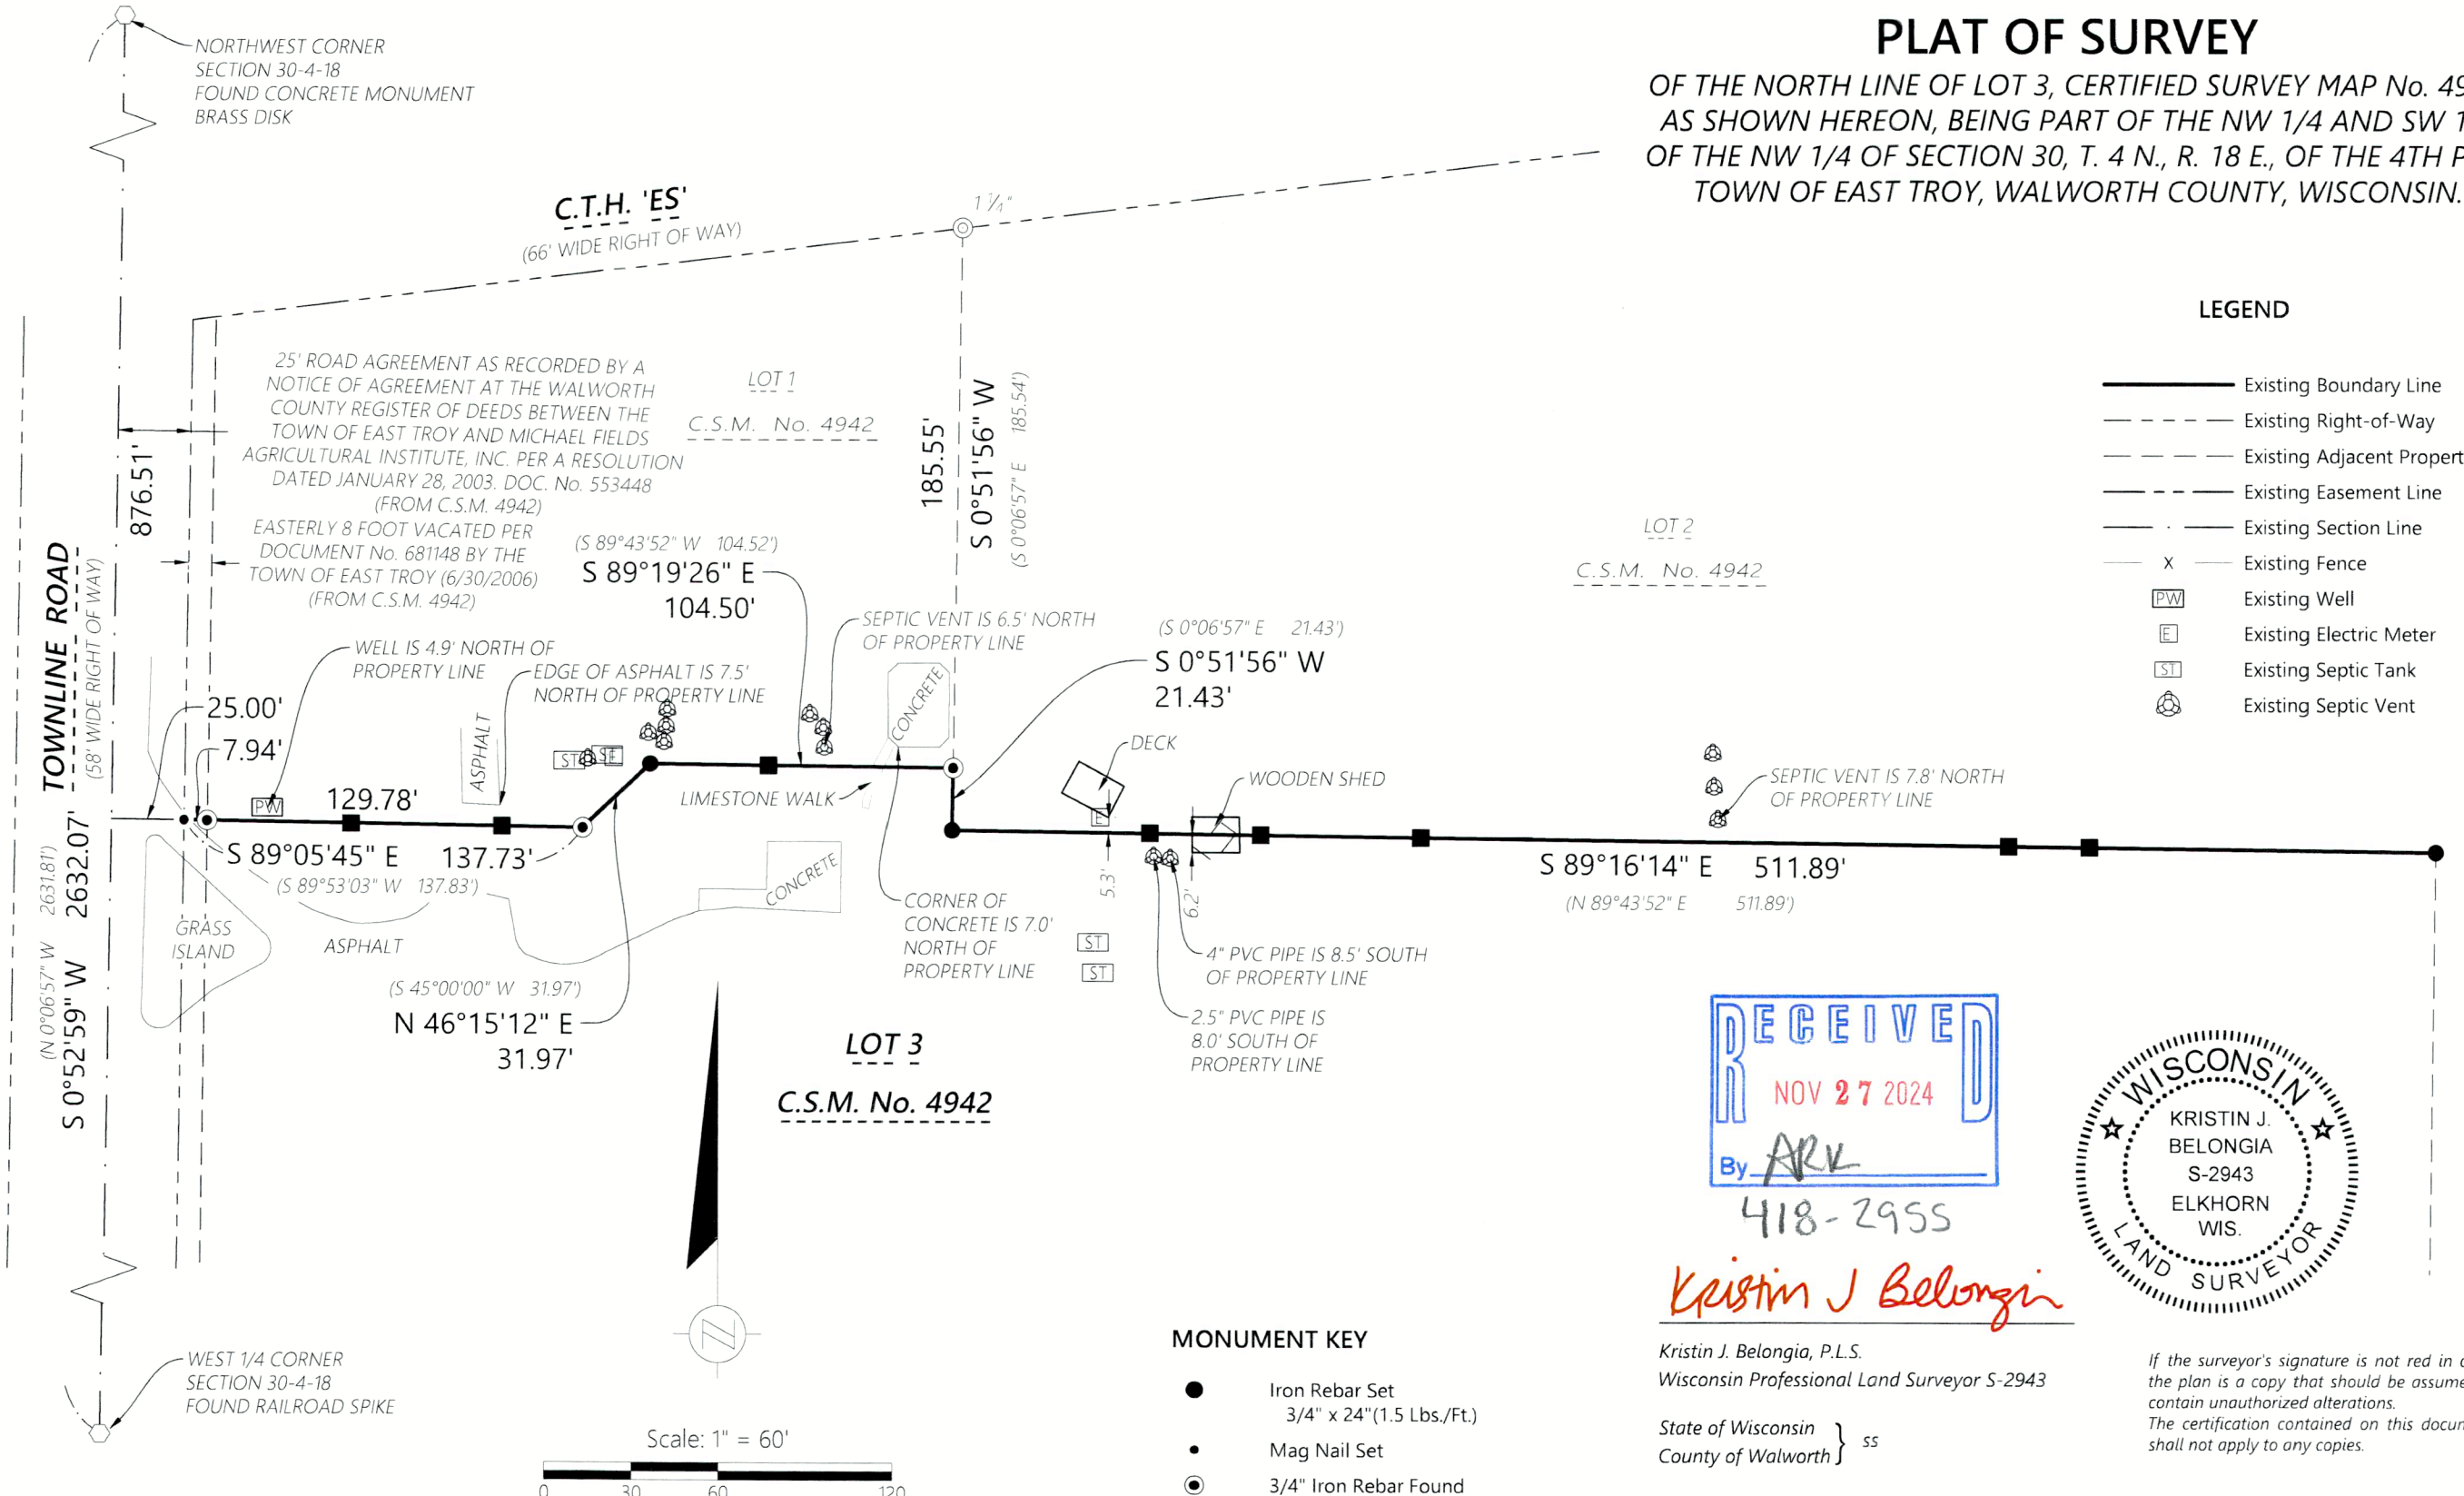 PLAT OF SURVEY
OF THE NORTH LINE OF LOT 3, CERTIFIED SURVEY MAP No. 49
AS SHOWN HEREON, BEING PART OF THE NW 1/4 AND SW 1
OF THE NW 1/4 OF SECTION 30, T. 4 N., R. 18 E., OF THE 4TH P
TOWN OF EAST TROY, WALWORTH COUNTY, WISCONSIN.
NORTHWEST CORNER
SECTION 30-4-18
FOUND CONCRETE MONUMENT
BRASS DISK
C.T.H. 'ES'
(66' WIDE RIGHT OF WAY)
1 1/4"
25' ROAD AGREEMENT AS RECORDED BY A
NOTICE OF AGREEMENT AT THE WALWORTH
COUNTY REGISTER OF DEEDS BETWEEN THE
TOWN OF EAST TROY AND MICHAEL FIELDS
AGRICULTURAL INSTITUTE, INC. PER A RESOLUTION
DATED JANUARY 28, 2003. DOC. No. 553448
(FROM C.S.M. 4942)
EASTERLY 8 FOOT VACATED PER
DOCUMENT No. 681148 BY THE
TOWN OF EAST TROY (6/30/2006)
(FROM C.S.M. 4942)
LOT 1
C.S.M. No. 4942
876.51'
TOWNLINE ROAD
(58' WIDE RIGHT OF WAY)
185.55'
S 0°51'56" W
(S 0°06'57" E 185.54')
(S 89°43'52" W 104.52')
S 89°19'26" E
104.50'
LOT 2
C.S.M. No. 4942
SEPTIC VENT IS 6.5' NORTH
OF PROPERTY LINE
(S 0°06'57" E 21.43')
S 0°51'56" W
21.43'
WELL IS 4.9' NORTH OF
PROPERTY LINE
EDGE OF ASPHALT IS 7.5'
NORTH OF PROPERTY LINE
25.00'
7.94'
PW
129.78'
ASPHALT
ST
ST
E
CONCRETE
LIMESTONE WALK
DECK
E
WOODEN SHED
SEPTIC VENT IS 7.8' NORTH
OF PROPERTY LINE
S 89°05'45" E 137.73'
(S 89°53'03" W 137.83')
GRASS
ISLAND
ASPHALT
CONCRETE
CORNER OF
CONCRETE IS 7.0'
NORTH OF
PROPERTY LINE
5.3'
6.2'
ST
ST
S 89°16'14" E 511.89'
(N 89°43'52" E 511.89')
4" PVC PIPE IS 8.5' SOUTH
OF PROPERTY LINE
2.5" PVC PIPE IS
8.0' SOUTH OF
PROPERTY LINE
(N 0°06'57" W 2631.81')
S 0°52'59" W 2632.07'
(S 45°00'00" W 31.97')
N 46°15'12" E
31.97'
LOT 3
C.S.M. No. 4942
N
WEST 1/4 CORNER
SECTION 30-4-18
FOUND RAILROAD SPIKE
Scale: 1" = 60'
0 30 60 120
LEGEND
Existing Boundary Line
Existing Right-of-Way
Existing Adjacent Propert
Existing Easement Line
Existing Section Line
X Existing Fence
PW Existing Well
E Existing Electric Meter
ST Existing Septic Tank
Existing Septic Vent
MONUMENT KEY
Iron Rebar Set
3/4" x 24"(1.5 Lbs./Ft.)
Mag Nail Set
3/4" Iron Rebar Found
RECEIVED
NOV 27 2024
By ARK
418-2955
Kristin J Belongia
Kristin J. Belongia, P.L.S.
Wisconsin Professional Land Surveyor S-2943
State of Wisconsin
County of Walworth } ss
WISCONSIN
KRISTIN J.
BELONGIA
S-2943
ELKHORN
WIS.
LAND SURVEYOR
If the surveyor's signature is not red in c
the plan is a copy that should be assume
contain unauthorized alterations.
The certification contained on this docum
shall not apply to any copies.